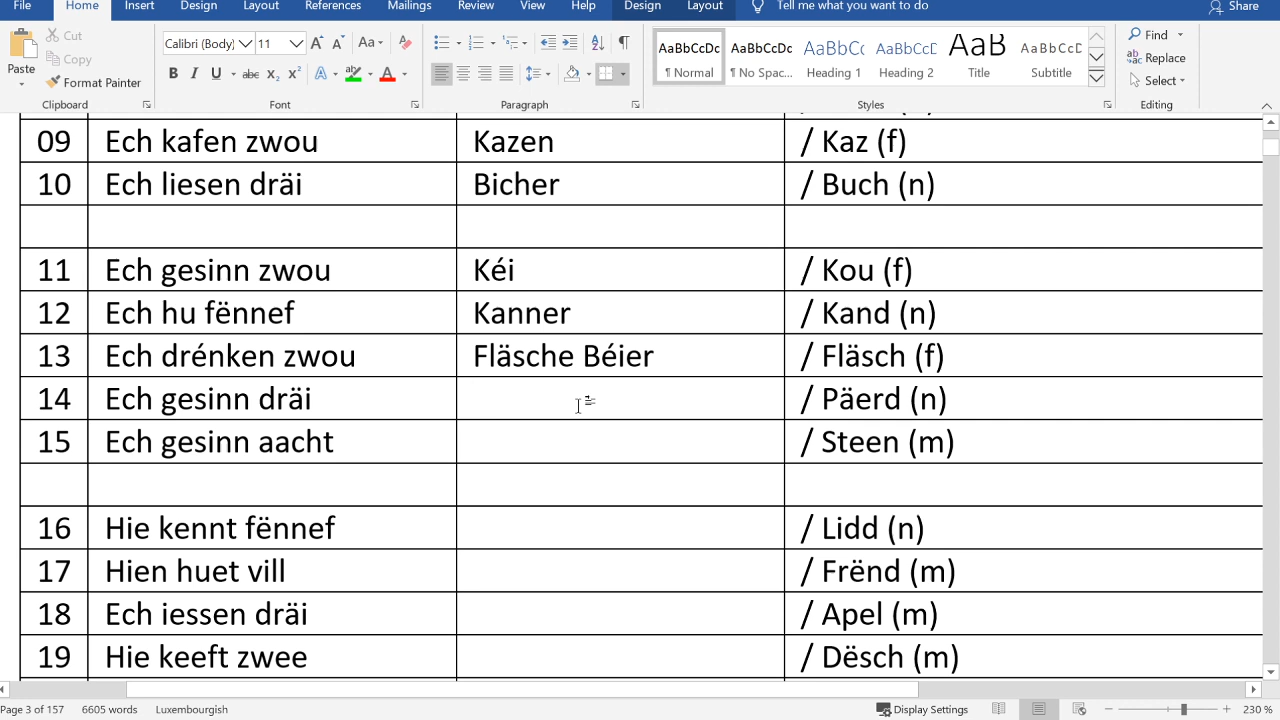 File Home Insert Design Layout References Mailings Review View Help Design Layout Tell me what you want to do Share
Cut
Copy
Format Painter
Paste
Calibri (Body) 11
AaBbCcDc ¶ Normal
AaBbCcDc ¶ No Spac...
AaBbCc Heading 1
AaBbCcD Heading 2
AaB Title
AaBbCcD Subtitle
Find
Replace
Select
Clipboard Font Paragraph Styles Editing
09 Ech kafen zwou Kazen / Kaz (f)
10 Ech liesen dräi Bicher / Buch (n)
11 Ech gesinn zwou Kéi / Kou (f)
12 Ech hu fënnef Kanner / Kand (n)
13 Ech drénken zwou Fläsche Béier / Fläsch (f)
14 Ech gesinn dräi / Päerd (n)
15 Ech gesinn aacht / Steen (m)
16 Hie kennt fënnef / Lidd (n)
17 Hien huet vill / Frënd (m)
18 Ech iessen dräi / Apel (m)
19 Hie keeft zwee / Dësch (m)
Page 3 of 157 6605 words Luxembourgish Display Settings 230 %